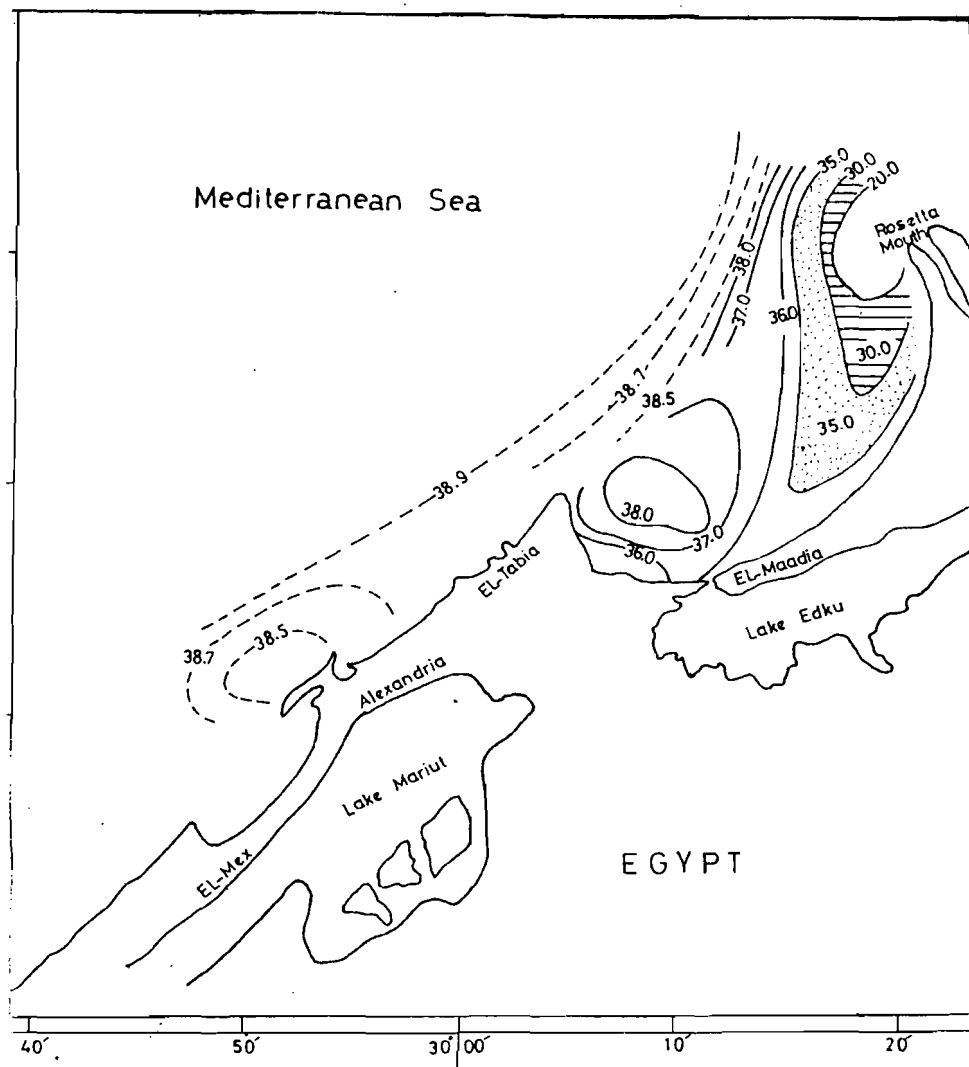 35.0
30.0
20.0
Mediterranean Sea
Rosetta
Mouth
38.0
37.0
36.0
30.0
38.7
38.5
35.0
38.9
38.0
37.0
36.0
EL-Tabia
EL-Maadia
Lake Edku
38.5
38.7
Alexandria
Lake Mariut
EL-Mex
EGYPT
40´ 50´ 30°00´ 10´ 20´